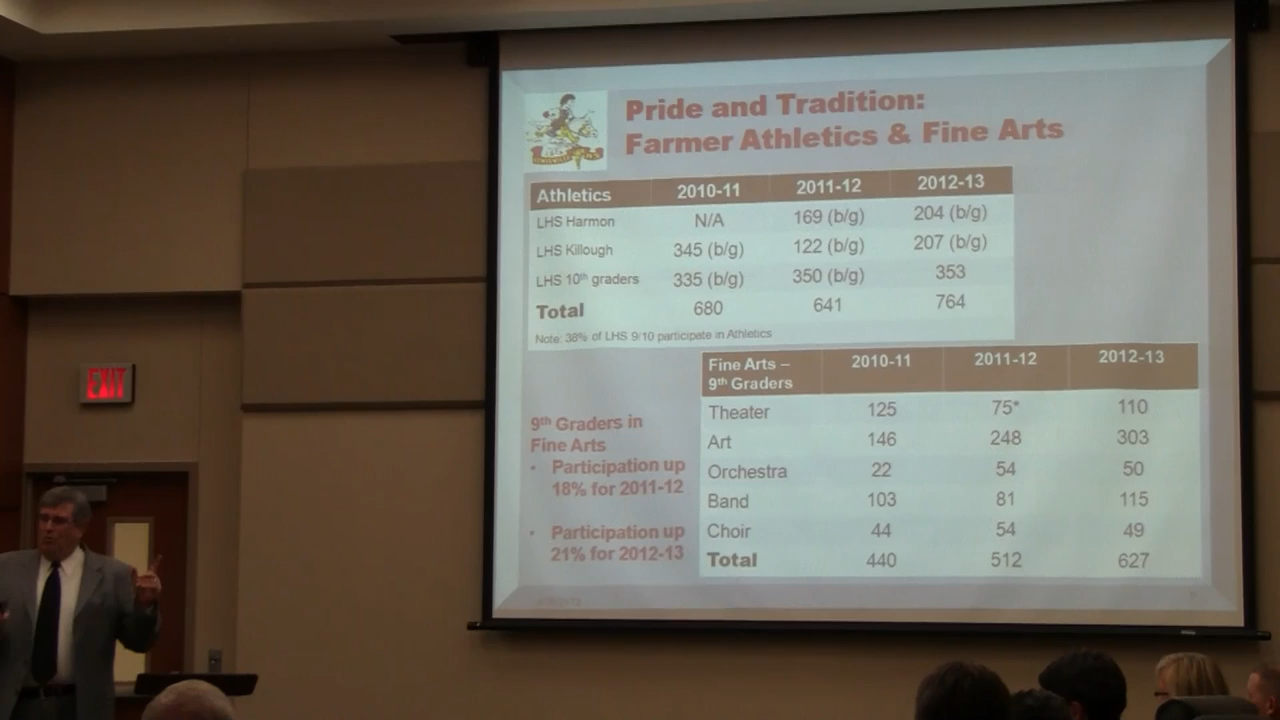 Pride and Tradition:
Farmer Athletics & Fine Arts
Athletics 2010-11 2011-12 2012-13
LHS Harmon N/A 169 (b/g) 204 (b/g)
LHS Killough 345 (b/g) 122 (b/g) 207 (b/g)
LHS 10th graders 335 (b/g) 350 (b/g) 353
Total 680 641 764
Note: 38% of LHS 9/10 participate in Athletics
Fine Arts –
9th Graders 2010-11 2011-12 2012-13
Theater 125 75* 110
Art 146 248 303
Orchestra 22 54 50
Band 103 81 115
Choir 44 54 49
Total 440 512 627
9th Graders in
Fine Arts
• Participation up
18% for 2011-12
• Participation up
21% for 2012-13
EXIT